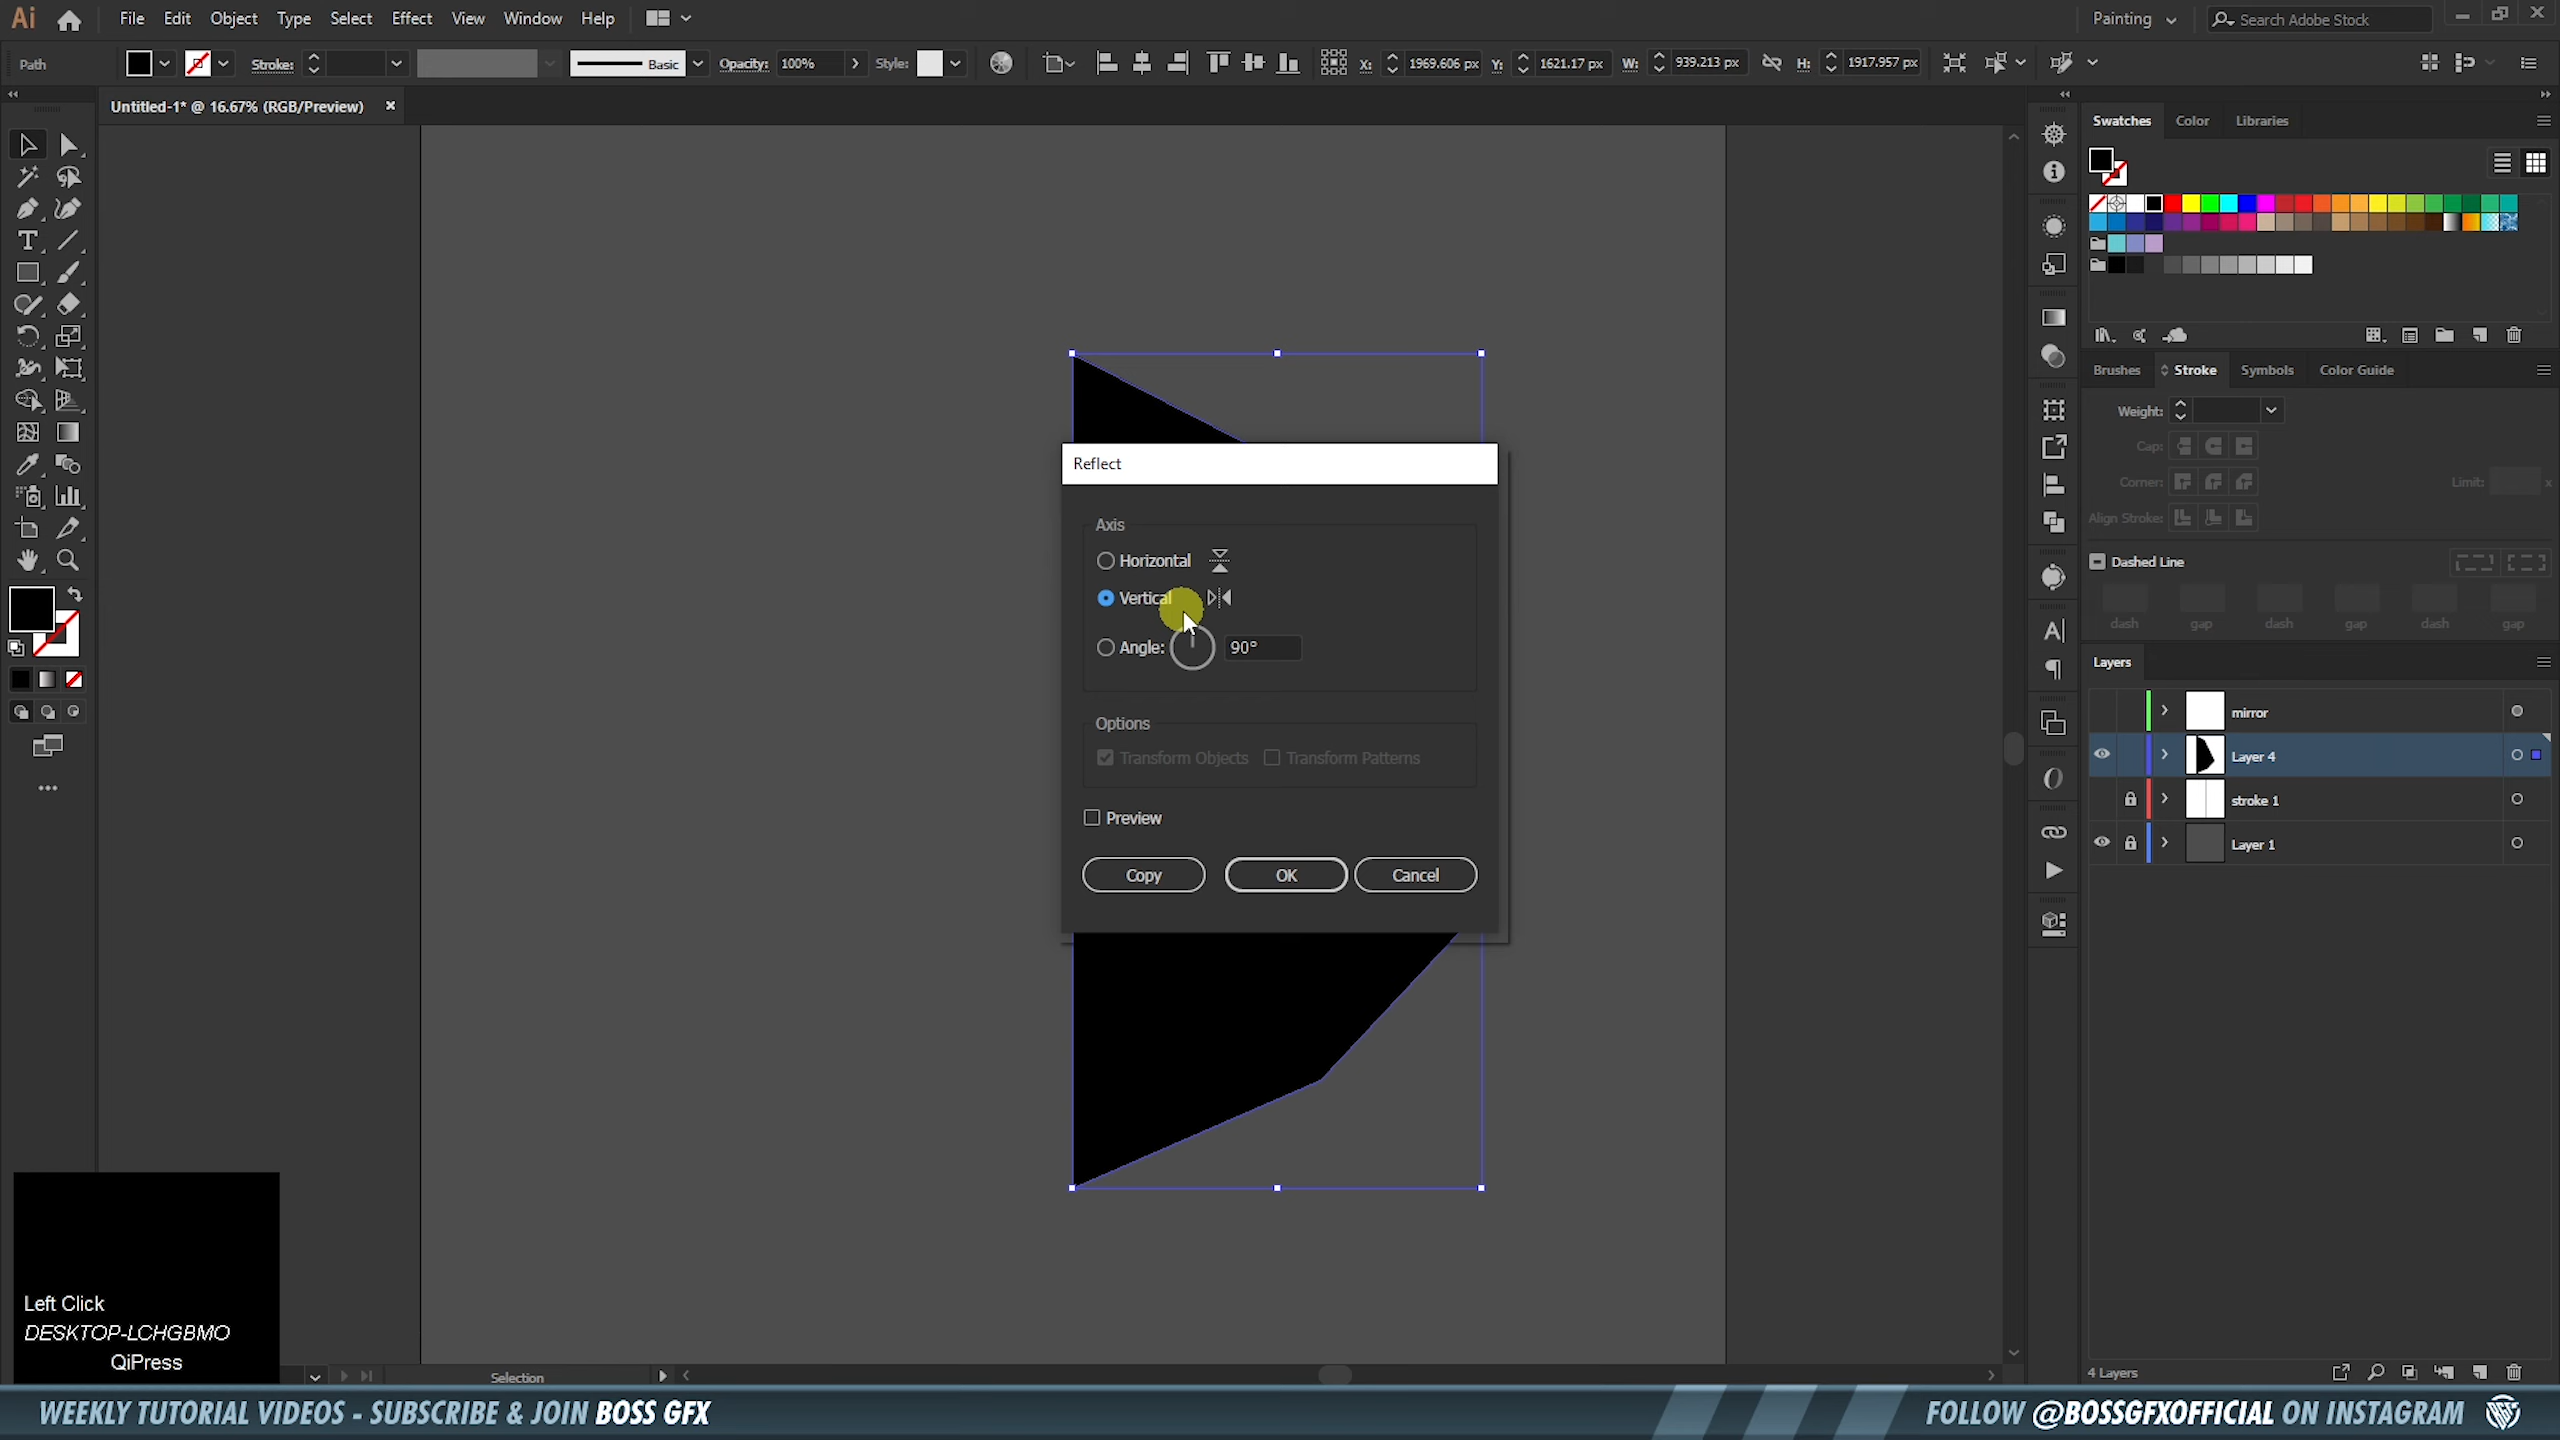 Ai File Edit Object Type Select Effect View Window Help Painting Search Adobe Stock
Path Stroke: Basic Opacity: 100% Style: X: 1969.606 px Y: 1621.17 px W: 939.213 px H: 1917.957 px
Untitled-1* @ 16.67% (RGB/Preview)
Swatches Color Libraries
Brushes Stroke Symbols Color Guide
Weight:
Cap:
Corner: Limit: x
Align Stroke:
Dashed Line
dash gap dash gap dash gap
Layers
mirror
Layer 4
stroke 1
Layer 1
4 Layers
Reflect
Axis
Horizontal
Vertical
Angle: 90°
Options
Transform Objects Transform Patterns
Preview
Copy OK Cancel
Left Click
DESKTOP-LCHGBMO
QiPress
Selection
WEEKLY TUTORIAL VIDEOS - SUBSCRIBE & JOIN BOSS GFX
FOLLOW @BOSSGFXOFFICIAL ON INSTAGRAM